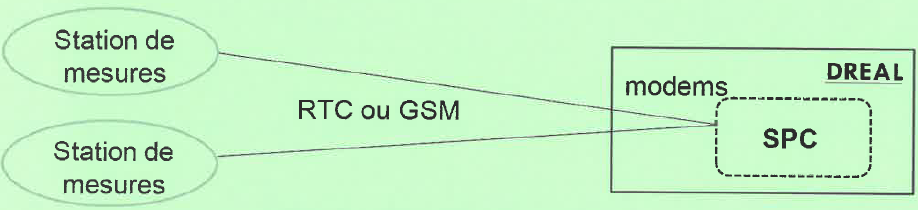 Station de
mesures
RTC ou GSM
Station de
mesures
DREAL
modems
SPC